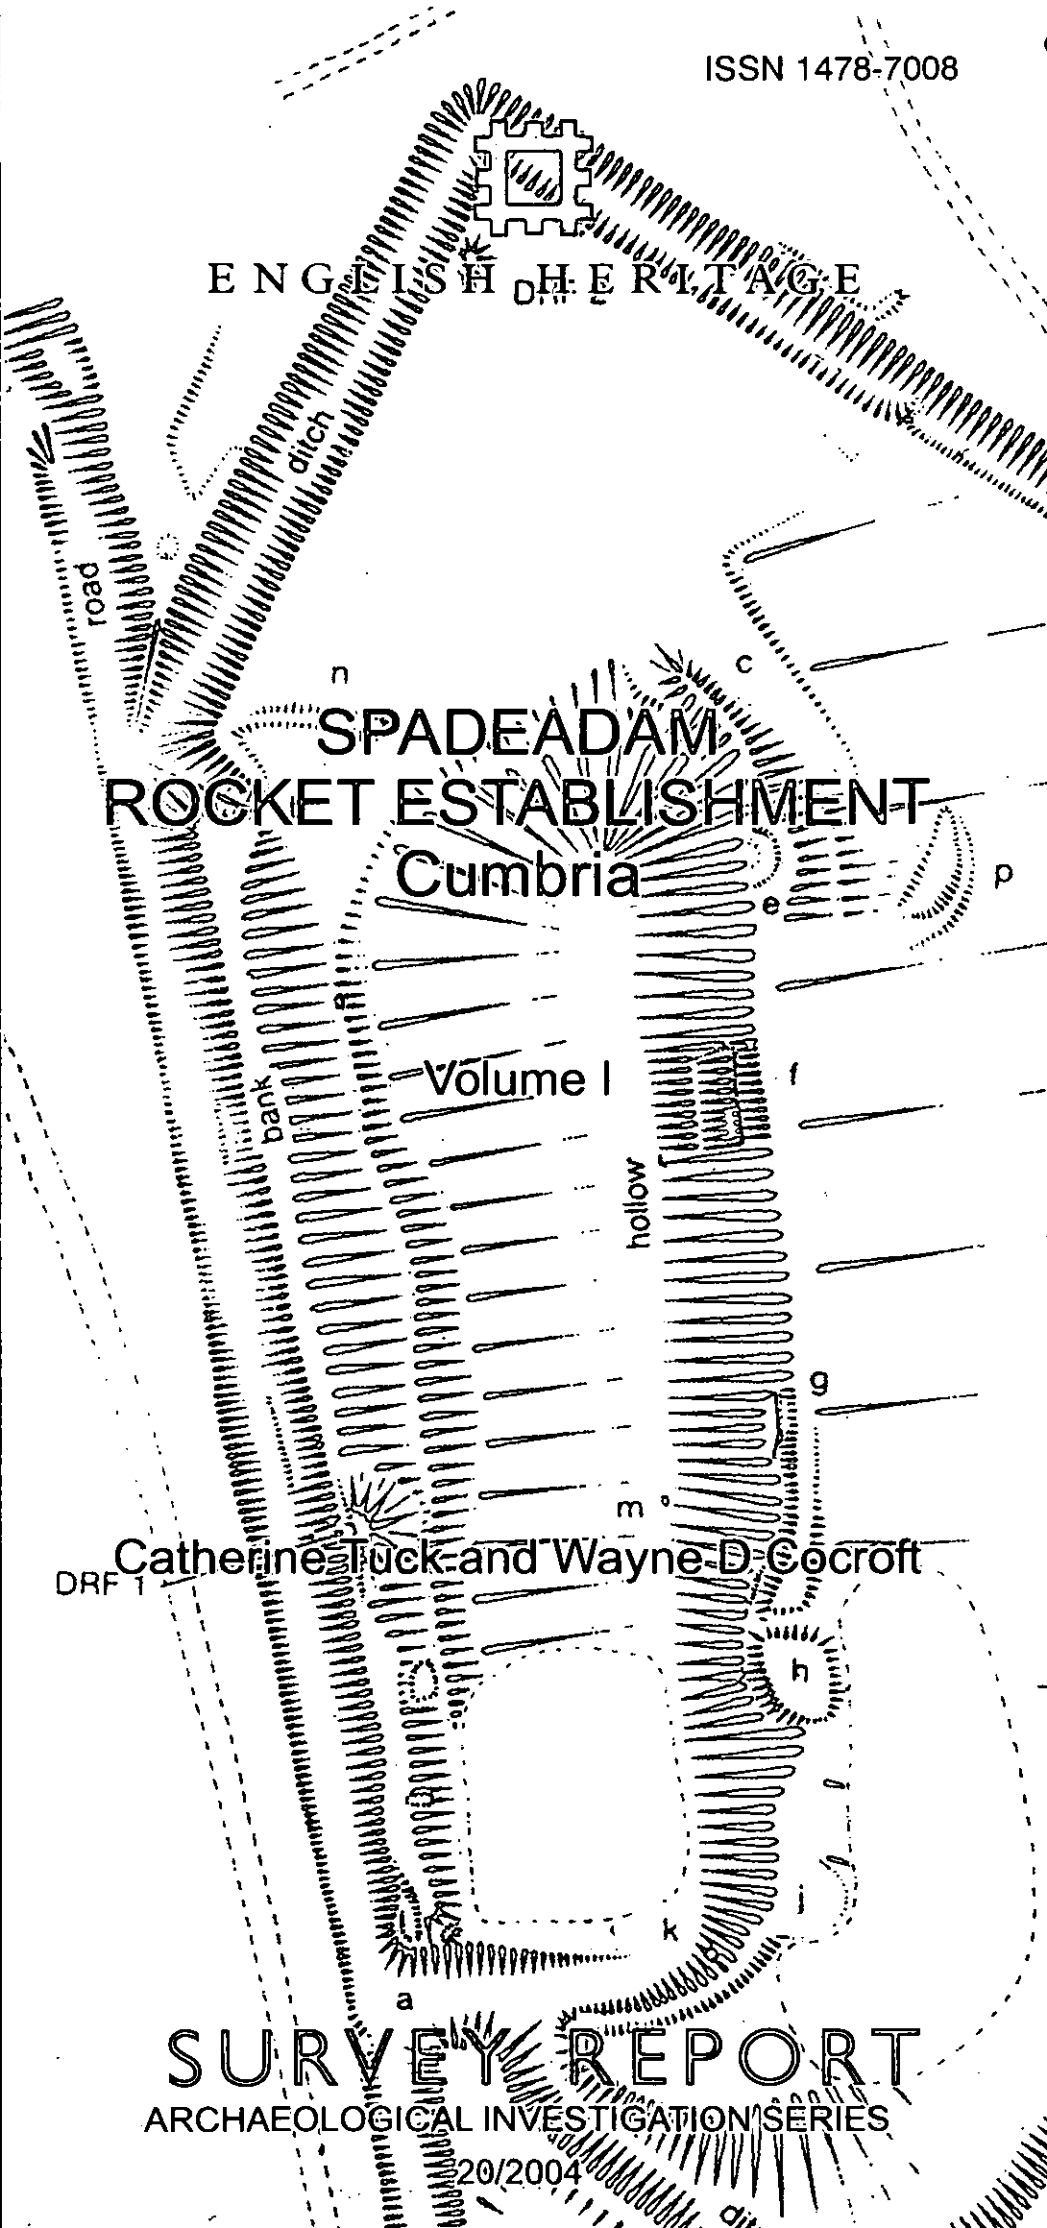 ISSN 1478-7008
ENGLISH HERITAGE
ditch
road
n
c
SPADEADAM
ROCKET ESTABLISHMENT
Cumbria
p
e
q
Volume I
f
bank
hollow
g
m
Catherine Tuck and Wayne D Cocroft
DRF 1
h
j
k
a
SURVEY REPORT
ARCHAEOLOGICAL INVESTIGATION SERIES
20/2004